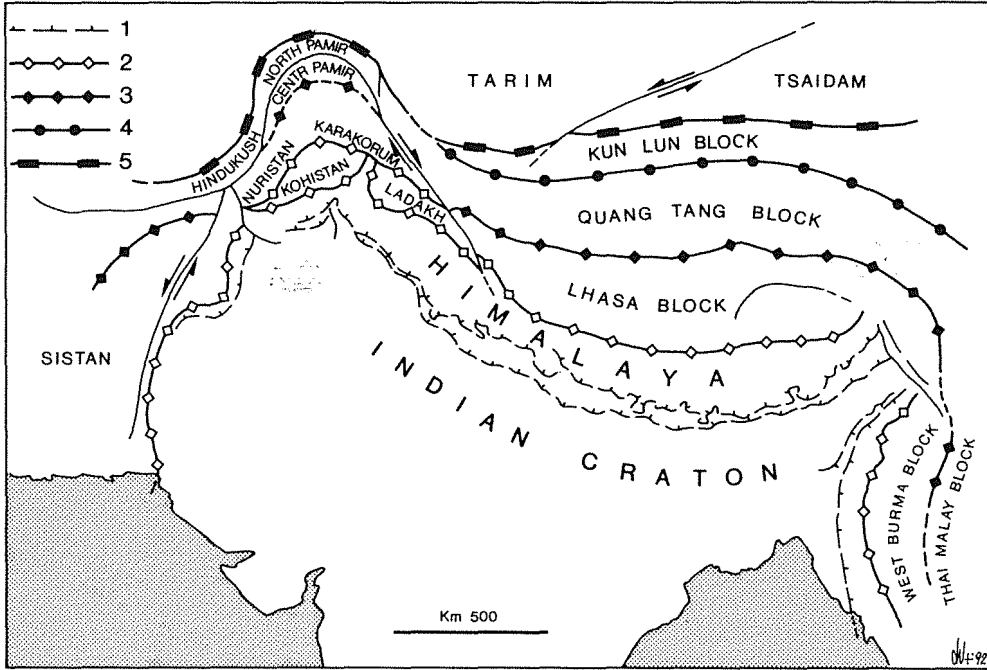 1
2
3
4
5
NORTH PAMIR
CENTR PAMIR
HINDUKUSH
NURISTAN
KOHISTAN
KARAKORUM
LADAKH
TARIM
TSAIDAM
KUN LUN BLOCK
QUANG TANG BLOCK
LHASA BLOCK
HIMALAYA
SISTAN
INDIAN CRATON
WEST BURMA BLOCK
THAI MALAY BLOCK
Km 500